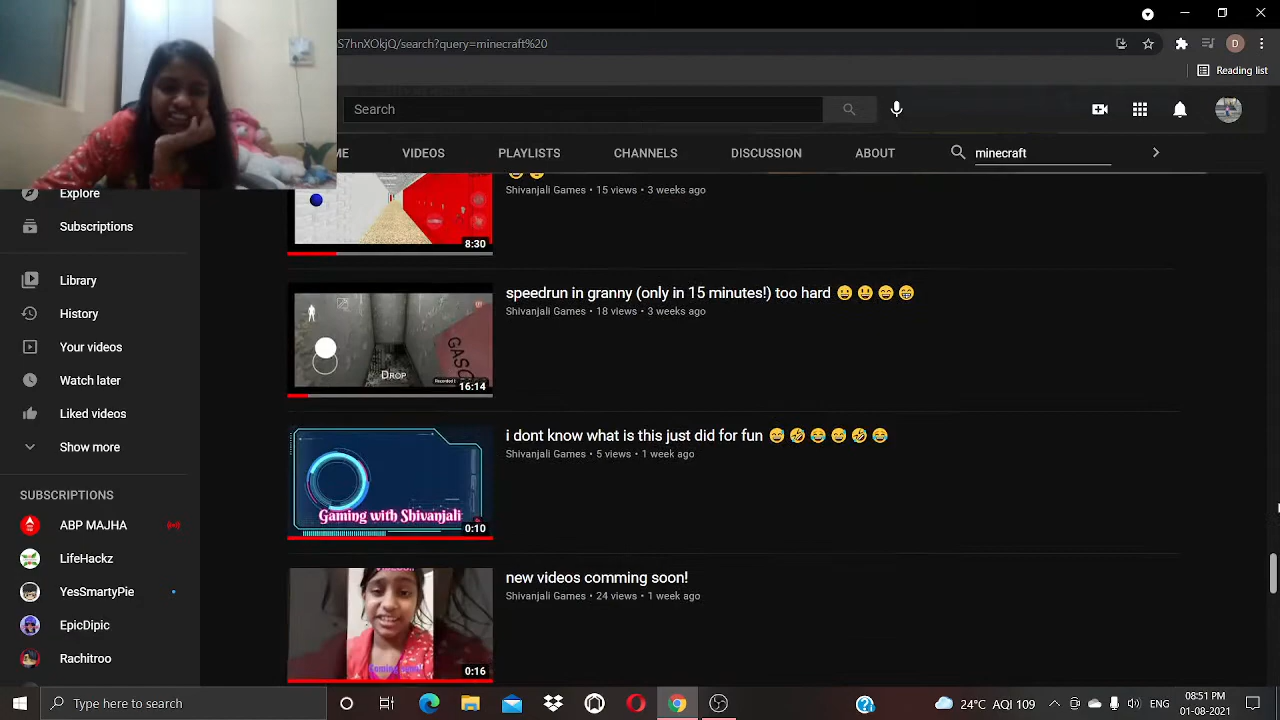 S7hnXOkjQ/search?query=minecraft%20
D
Reading list
Search
ME
VIDEOS
PLAYLISTS
CHANNELS
DISCUSSION
ABOUT
minecraft
Explore
Subscriptions
Library
History
Your videos
Watch later
Liked videos
Show more
SUBSCRIPTIONS
ABP MAJHA
LifeHackz
YesSmartyPie
EpicDipic
Rachitroo
Shivanjali Games • 15 views • 3 weeks ago
8:30
speedrun in granny (only in 15 minutes!) too hard 😀 😃 😄 😁
Shivanjali Games • 18 views • 3 weeks ago
GASO
DROP
16:14
i dont know what is this just did for fun 😁 🤣 😂 😁 🤣 😄
Shivanjali Games • 5 views • 1 week ago
Gaming with Shivanjali
0:10
new videos comming soon!
Shivanjali Games • 24 views • 1 week ago
0:16
Type here to search
24°C AQI 109
ENG
08:51 PM
01-08-2021